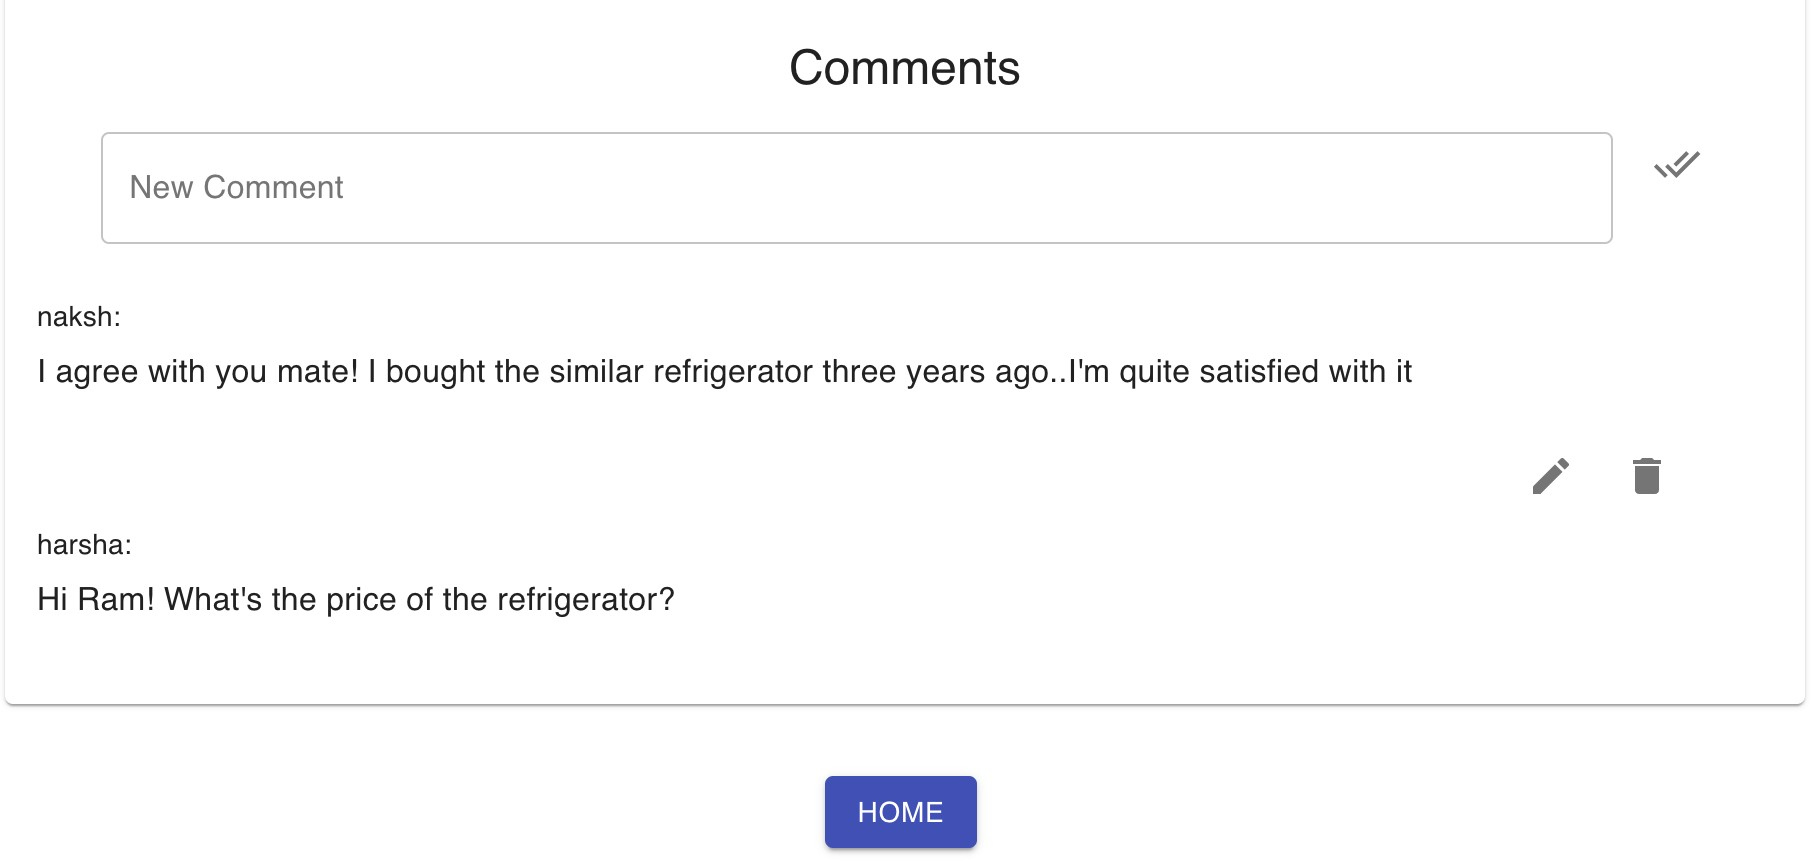 Comments
New Comment
naksh:
I agree with you mate! I bought the similar refrigerator three years ago..I'm quite satisfied with it
harsha:
Hi Ram! What's the price of the refrigerator?
HOME